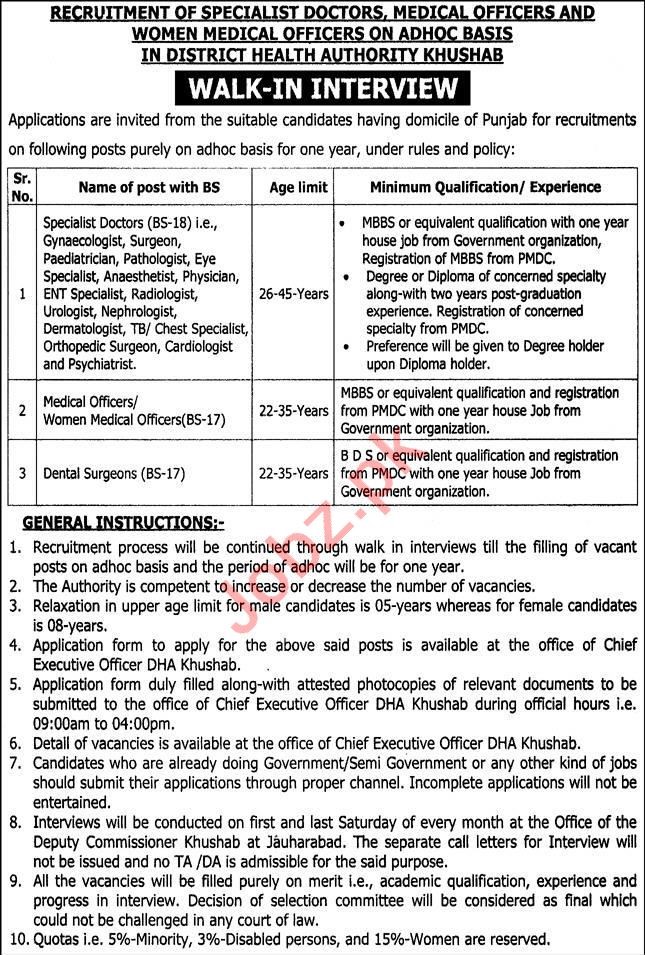 RECRUITMENT OF SPECIALIST DOCTORS, MEDICAL OFFICERS AND
WOMEN MEDICAL OFFICERS ON ADHOC BASIS
IN DISTRICT HEALTH AUTHORITY KHUSHAB
WALK-IN INTERVIEW
Applications are invited from the suitable candidates having domicile of Punjab for recruitments
on following posts purely on adhoc basis for one year, under rules and policy:
Sr. No.
Name of post with BS
Age limit
Minimum Qualification/ Experience
1
Specialist Doctors (BS-18) i.e.,
Gynaecologist, Surgeon,
Paediatrician, Pathologist, Eye
Specialist, Anaesthetist, Physician,
ENT Specialist, Radiologist,
Urologist, Nephrologist,
Dermatologist, TB/ Chest Specialist,
Orthopedic Surgeon, Cardiologist
and Psychiatrist.
26-45-Years
• MBBS or equivalent qualification with one year
house job from Government organization,
Registration of MBBS from PMDC.
• Degree or Diploma of concerned specialty
along-with two years post-graduation
experience. Registration of concerned
specialty from PMDC.
• Preference will be given to Degree holder
upon Diploma holder.
2
Medical Officers/
Women Medical Officers(BS-17)
22-35-Years
MBBS or equivalent qualification and registration
from PMDC with one year house Job from
Government organization.
3
Dental Surgeons (BS-17)
22-35-Years
B D S or equivalent qualification and registration
from PMDC with one year house Job from
Government organization.
GENERAL INSTRUCTIONS:-
1. Recruitment process will be continued through walk in interviews till the filling of vacant
posts on adhoc basis and the period of adhoc will be for one year.
2. The Authority is competent to increase or decrease the number of vacancies.
3. Relaxation in upper age limit for male candidates is 05-years whereas for female candidates
is 08-years.
4. Application form to apply for the above said posts is available at the office of Chief
Executive Officer DHA Khushab.
5. Application form duly filled along-with attested photocopies of relevant documents to be
submitted to the office of Chief Executive Officer DHA Khushab during official hours i.e.
09:00am to 04:00pm.
6. Detail of vacancies is available at the office of Chief Executive Officer DHA Khushab.
7. Candidates who are already doing Government/Semi Government or any other kind of jobs
should submit their applications through proper channel. Incomplete applications will not be
entertained.
8. Interviews will be conducted on first and last Saturday of every month at the Office of the
Deputy Commissioner Khushab at Jauharabad. The separate call letters for Interview will
not be issued and no TA /DA is admissible for the said purpose.
9. All the vacancies will be filled purely on merit i.e., academic qualification, experience and
progress in interview. Decision of selection committee will be considered as final which
could not be challenged in any court of law.
10. Quotas i.e. 5%-Minority, 3%-Disabled persons, and 15%-Women are reserved.
Jobz.pk